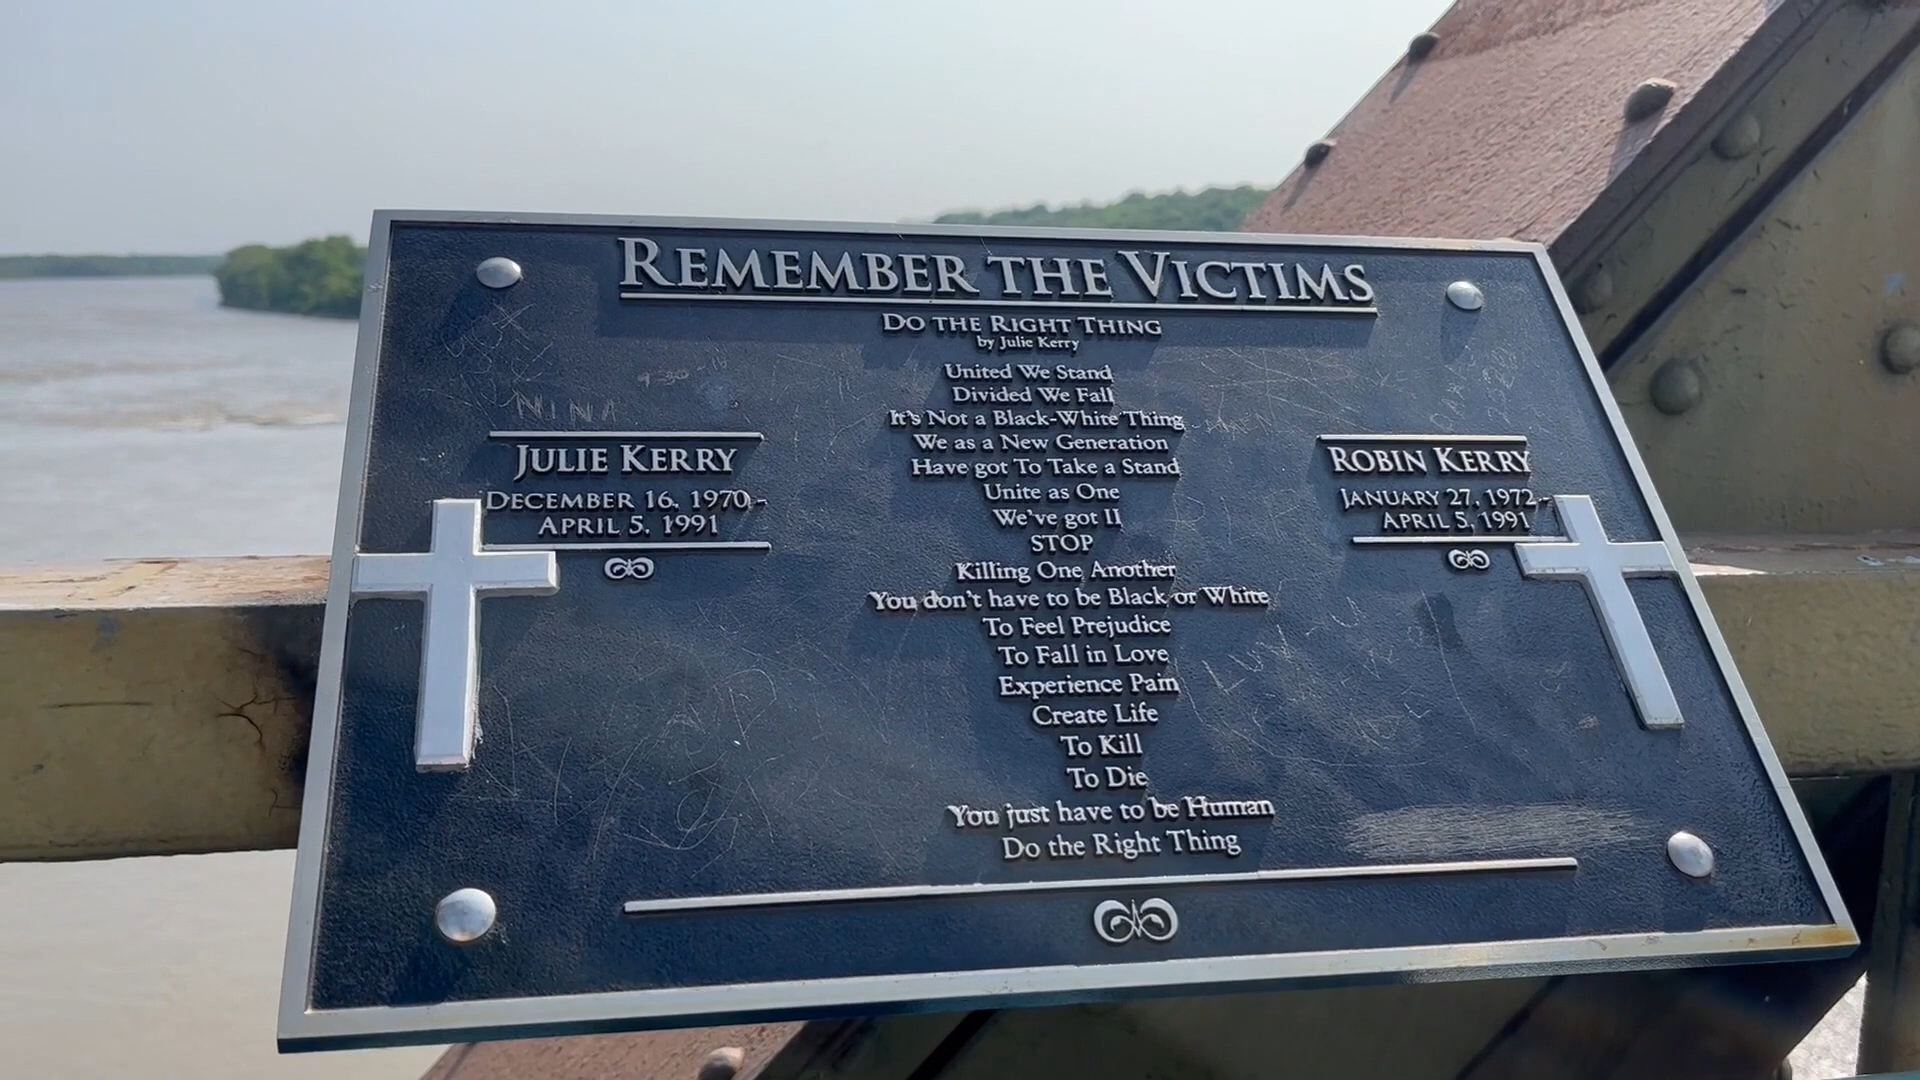 REMEMBER THE VICTIMS
DO THE RIGHT THING
by Julie Kerry
United We Stand
Divided We Fall
It's Not a Black-White Thing
We as a New Generation
Have got To Take a Stand
Unite as One
We've got II
STOP
Killing One Another
You don't have to be Black or White
To Feel Prejudice
To Fall in Love
Experience Pain
Create Life
To Kill
To Die
You just have to be Human
Do the Right Thing
NINA
JULIE KERRY
DECEMBER 16, 1970 -
APRIL 5, 1991
ROBIN KERRY
JANUARY 27, 1972 -
APRIL 5, 1991